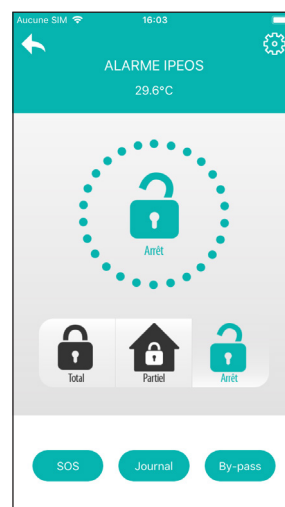 Aucune SIM 16:03
ALARME IPEOS
29.6°C
Arrêt
Total Partiel Arrêt
SOS Journal By-pass